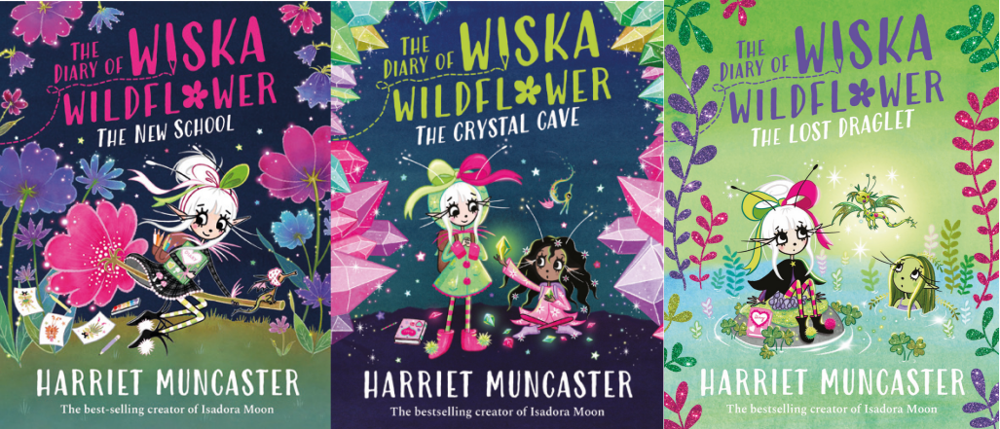 THE
DIARY OF WISKA
WILDFLOWER
THE NEW SCHOOL
HARRIET MUNCASTER
The best-selling creator of Isadora Moon
THE
DIARY OF WISKA
WILDFLOWER
THE CRYSTAL CAVE
HARRIET MUNCASTER
The bestselling creator of Isadora Moon
THE
DIARY OF WISKA
WILDFLOWER
THE LOST DRAGLET
HARRIET MUNCASTER
The bestselling creator of Isadora Moon